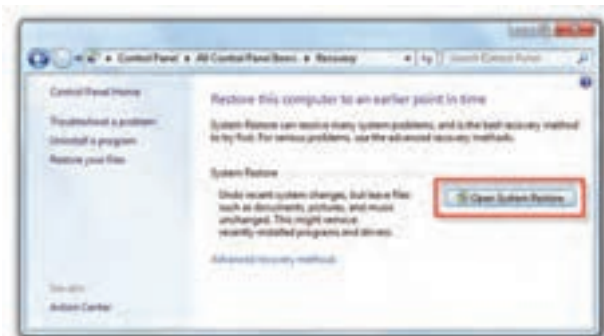 Control Panel ▸ All Control Panel Items ▸ Recovery
Search Control Panel
Control Panel Home
Troubleshoot a problem
Uninstall a program
Restore your files
Restore this computer to an earlier point in time
System Restore can resolve many system problems, and is the best recovery method
to try first. For serious problems, use the advanced recovery methods.
System Restore
Undo recent system changes, but leave files
such as documents, pictures, and music
unchanged. This might remove
recently-installed programs and drivers.
Open System Restore
Advanced recovery methods
See also
Action Center